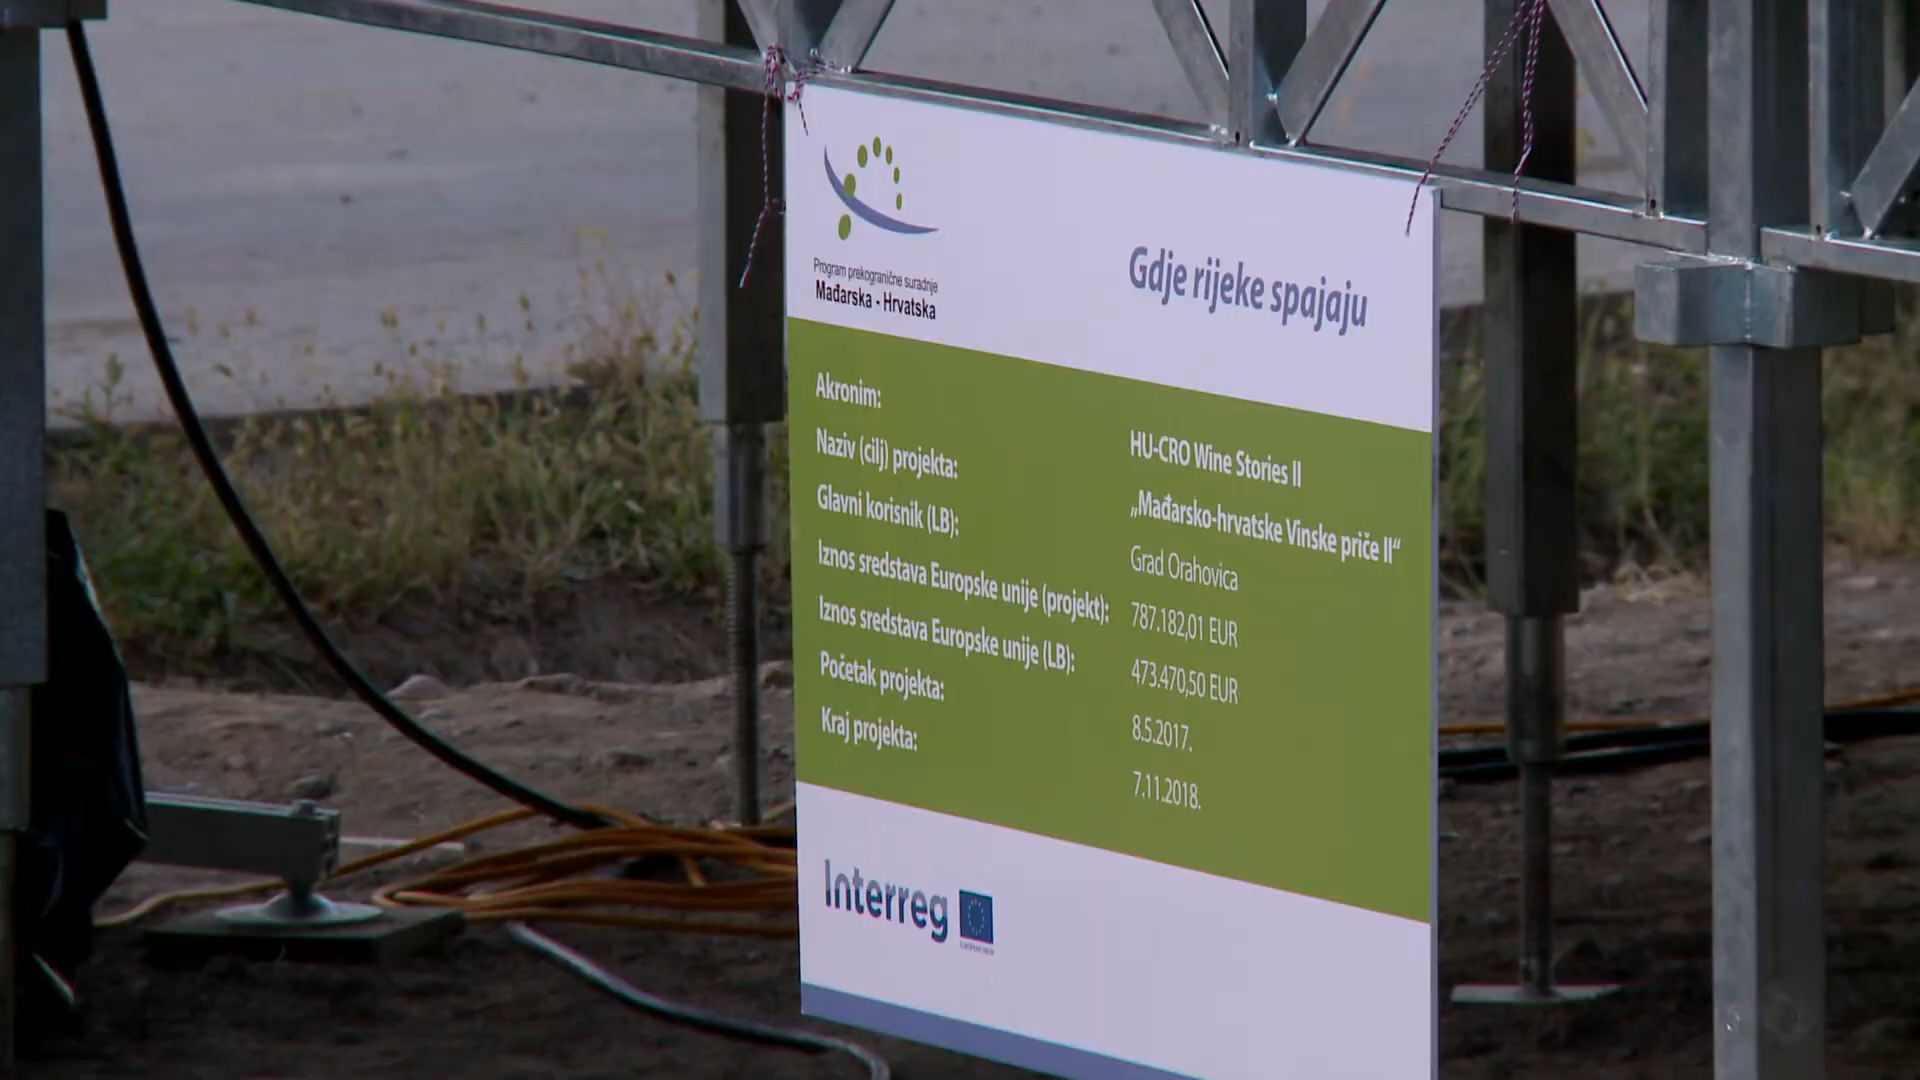 Program prekogranične suradnje
Mađarska - Hrvatska
Gdje rijeke spajaju
Akronim:
HU-CRO Wine Stories II
Naziv (cilj) projekta:
„Mađarsko-hrvatske Vinske priče II“
Glavni korisnik (LB):
Grad Orahovica
Iznos sredstava Europske unije (projekt):
787.182,01 EUR
Iznos sredstava Europske unije (LB):
473.470,50 EUR
Početak projekta:
8.5.2017.
Kraj projekta:
7.11.2018.
Interreg